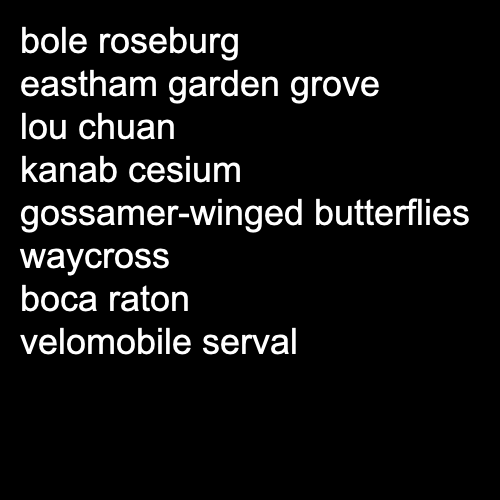 bole roseburg
eastham garden grove
lou chuan
kanab cesium
gossamer-winged butterflies
waycross
boca raton
velomobile serval